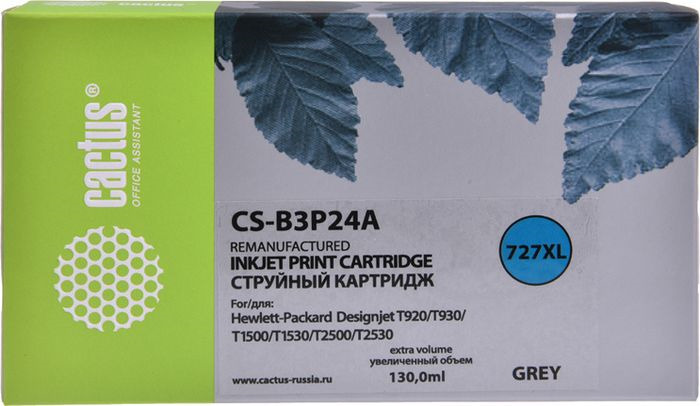 cactus®
OFFICE ASSISTANT
CS-B3P24A
REMANUFACTURED
INKJET PRINT CARTRIDGE
СТРУЙНЫЙ КАРТРИДЖ
727XL
For/для:
Hewlett-Packard Designjet T920/T930/
T1500/T1530/T2500/T2530
extra volume
увеличенный объем
www.cactus-russia.ru
130,0ml
GREY